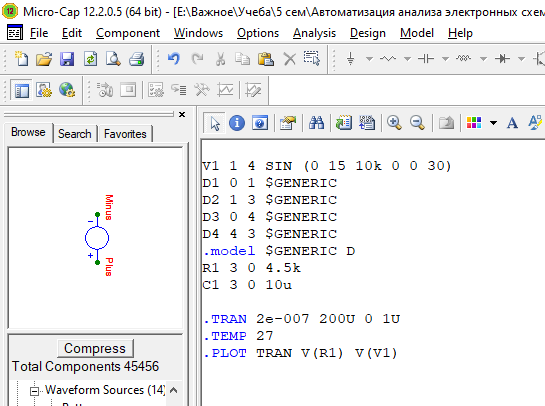 Micro-Cap 12.2.0.5 (64 bit) - [E:\Важное\Учеба\5 сем\Автоматизация анализа электронных схем
File Edit Component Windows Options Analysis Design Model Help
Browse Search Favorites
Minus
Plus
Compress
Total Components 45456
Waveform Sources (14)
V1 1 4 SIN (0 15 10k 0 0 30)
D1 0 1 $GENERIC
D2 1 3 $GENERIC
D3 0 4 $GENERIC
D4 4 3 $GENERIC
.model $GENERIC D
R1 3 0 4.5k
C1 3 0 10u
.TRAN 2e-007 200U 0 1U
.TEMP 27
.PLOT TRAN V(R1) V(V1)